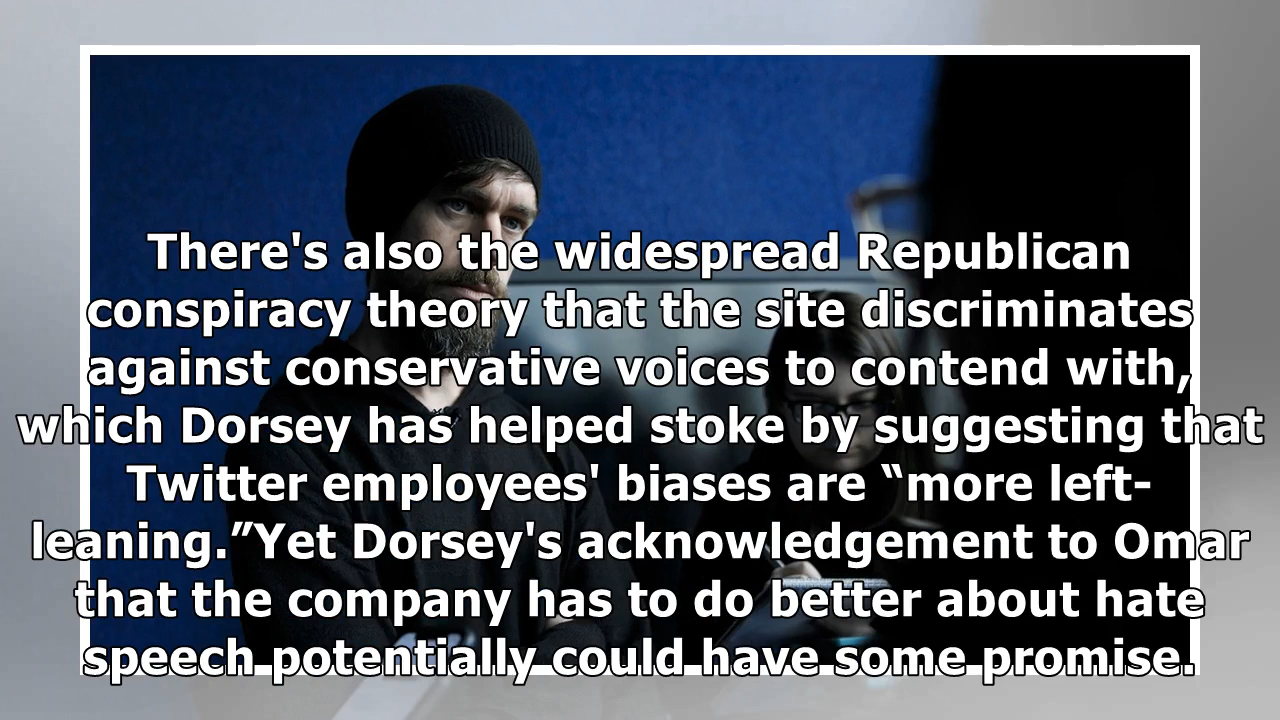 There's also the widespread Republican
conspiracy theory that the site discriminates
against conservative voices to contend with,
which Dorsey has helped stoke by suggesting that
Twitter employees' biases are “more left-
leaning.”Yet Dorsey's acknowledgement to Omar
that the company has to do better about hate
speech potentially could have some promise.